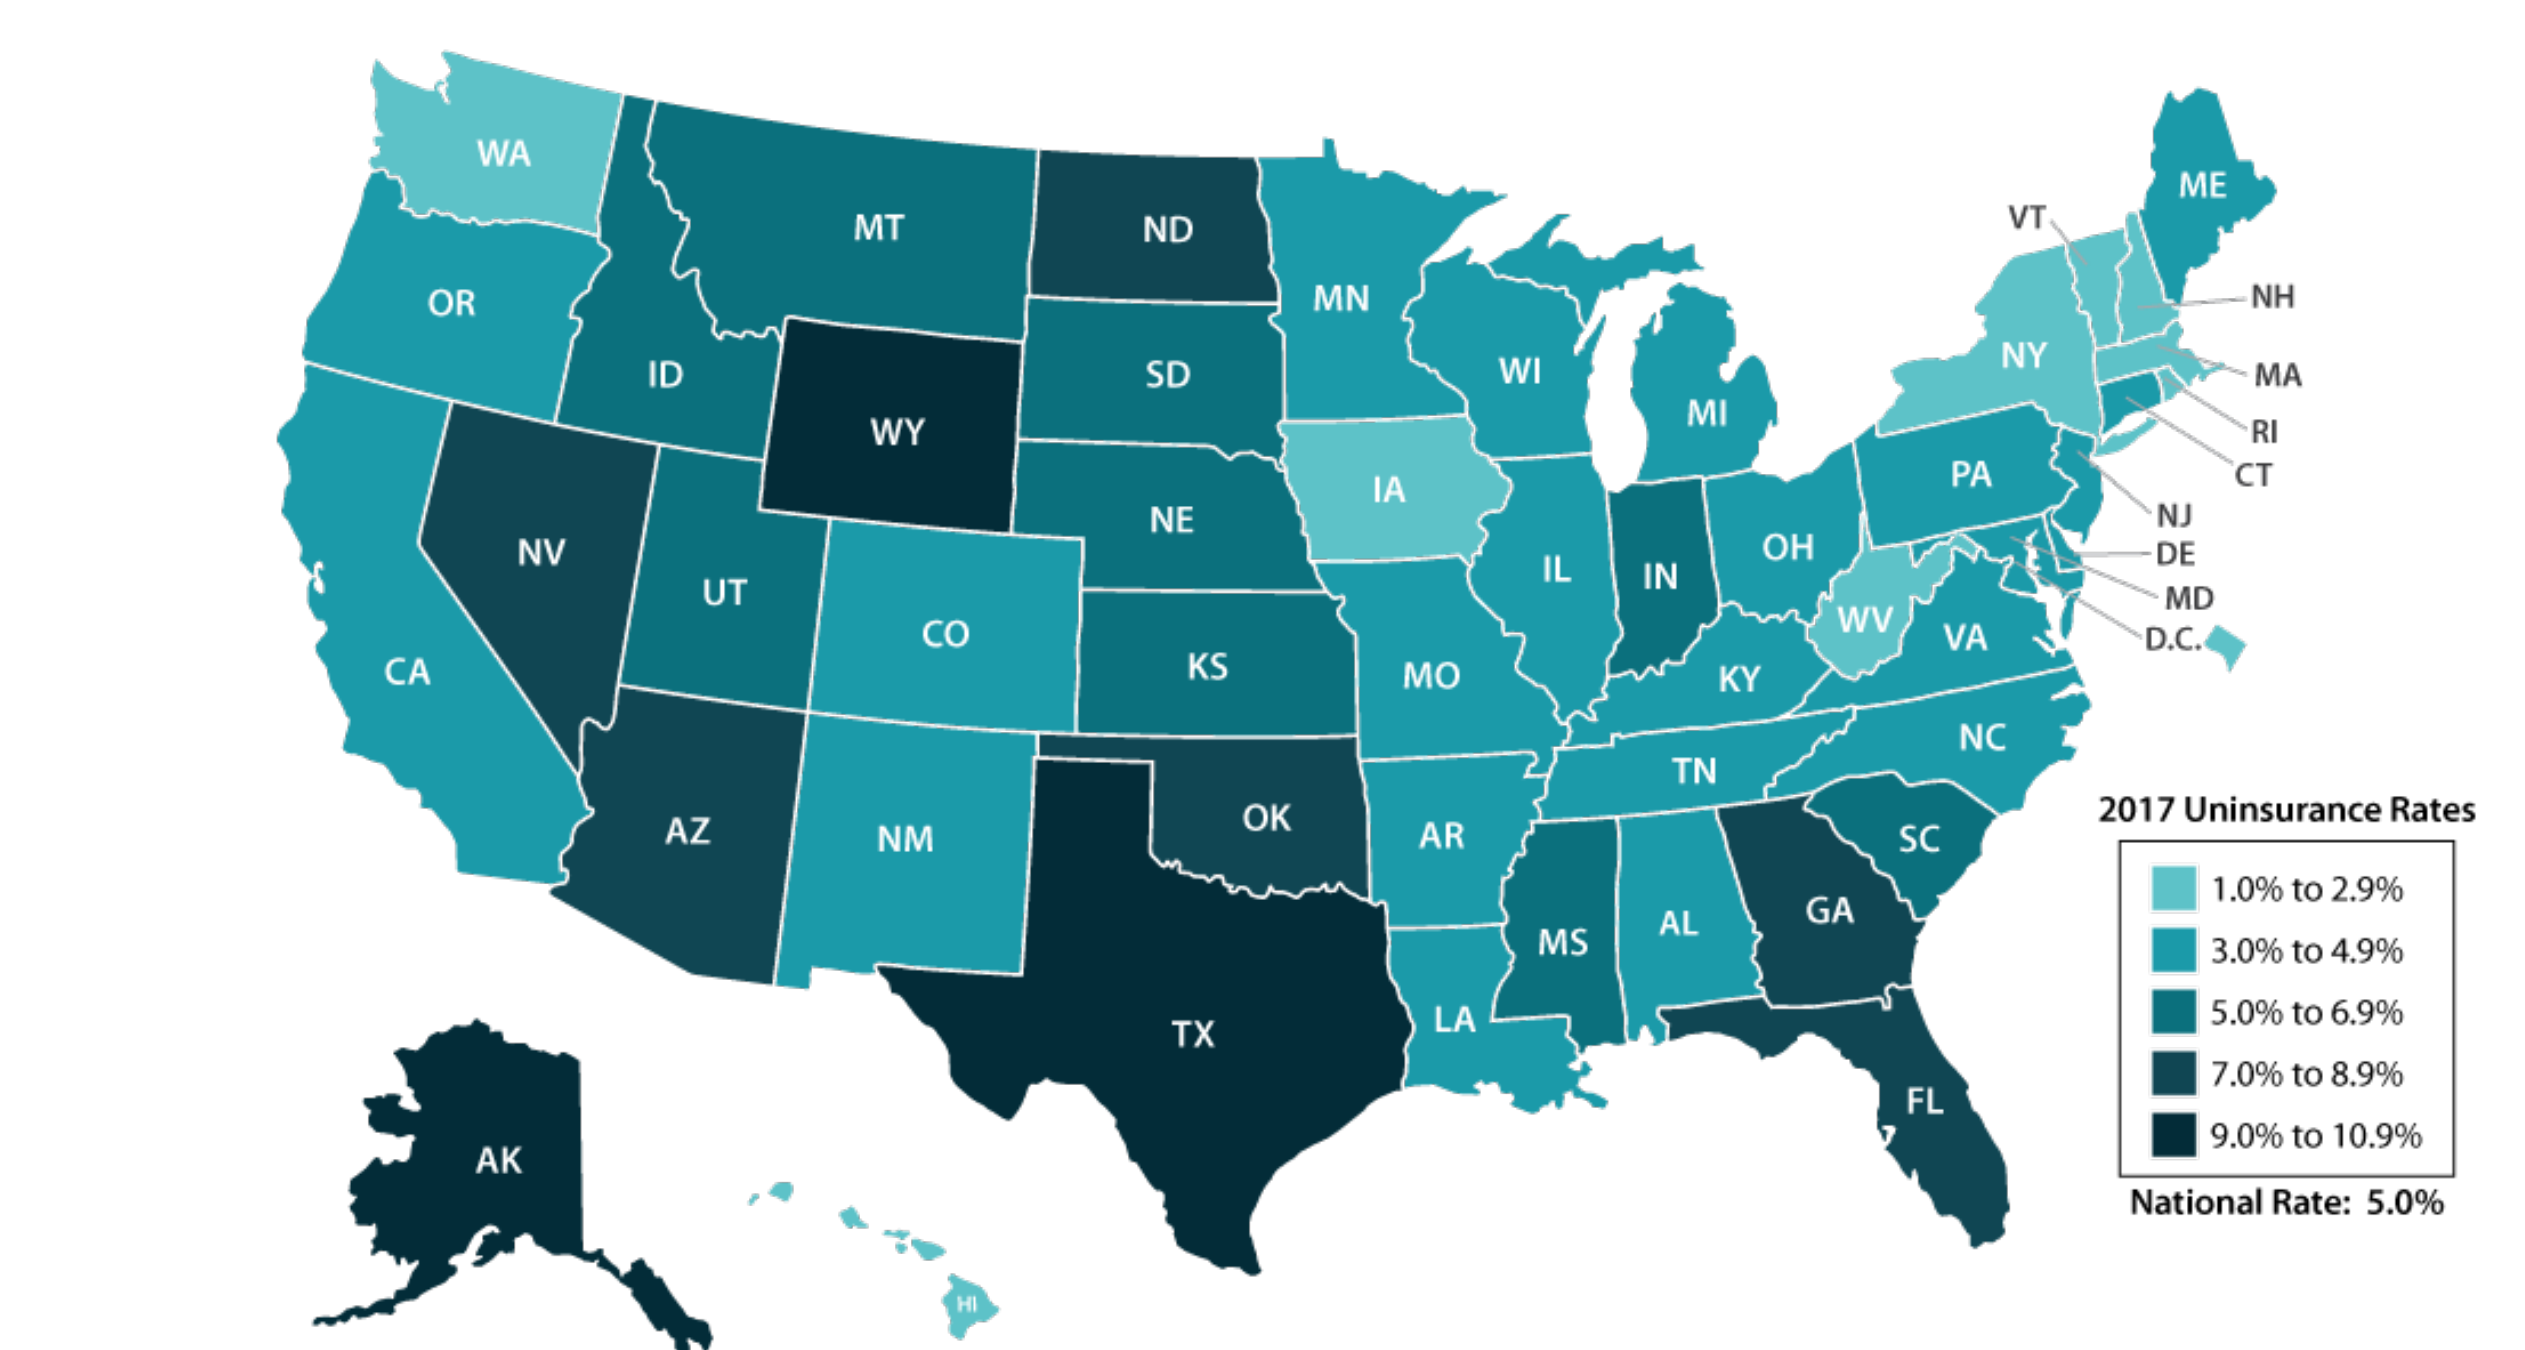 WA
ME
VT
MT
ND
NH
MN
OR
NY
WI
ID
SD
MA
MI
WY
RI
PA
CT
IA
NE
NJ
OH
NV
DE
IL
IN
UT
MD
WV
CO
VA
D.C.
KS
CA
MO
KY
NC
TN
2017 Uninsurance Rates
OK
AZ
AR
NM
SC
1.0% to 2.9%
GA
AL
MS
3.0% to 4.9%
LA
5.0% to 6.9%
TX
7.0% to 8.9%
FL
9.0% to 10.9%
AK
National Rate: 5.0%
HI